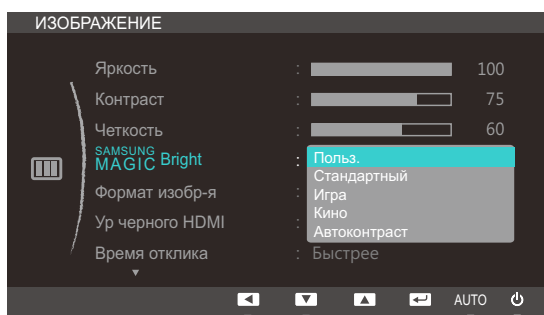 ИЗОБРАЖЕНИЕ
Яркость : 100
Контраст : 75
Четкость : 60
SAMSUNG
MAGIC Bright : Польз.
Стандартный
Формат изобр-я :
Игра
Кино
Ур черного HDMI :
Автоконтраст
Время отклика : Быстрее
AUTO